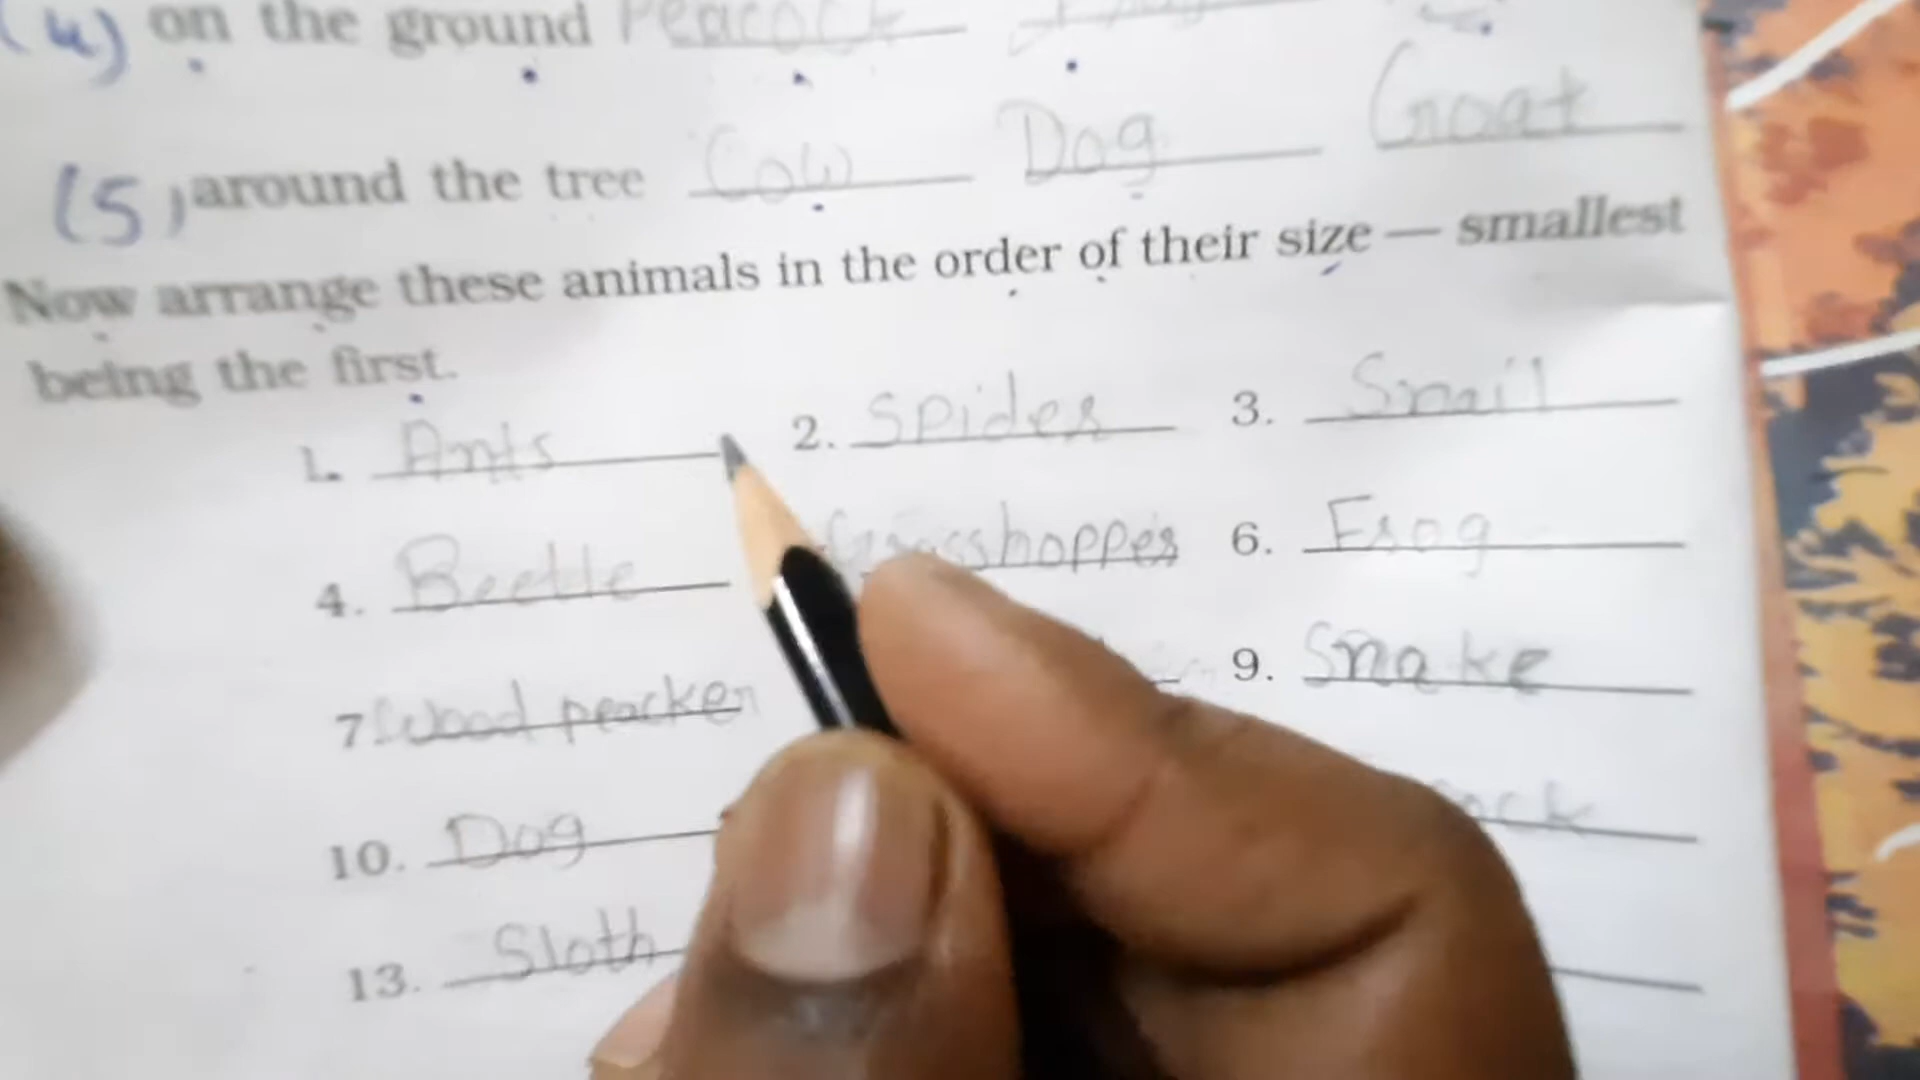 (4) on the ground Peacock
(5) around the tree Cow Dog Goat
Now arrange these animals in the order of their size — smallest
being the first.
1. Ants 2. Spider 3. Snail
4. Beetle Grasshopper 6. Frog
7. Wood peacker 9. Snake
10. Dog ock
13. Sloth